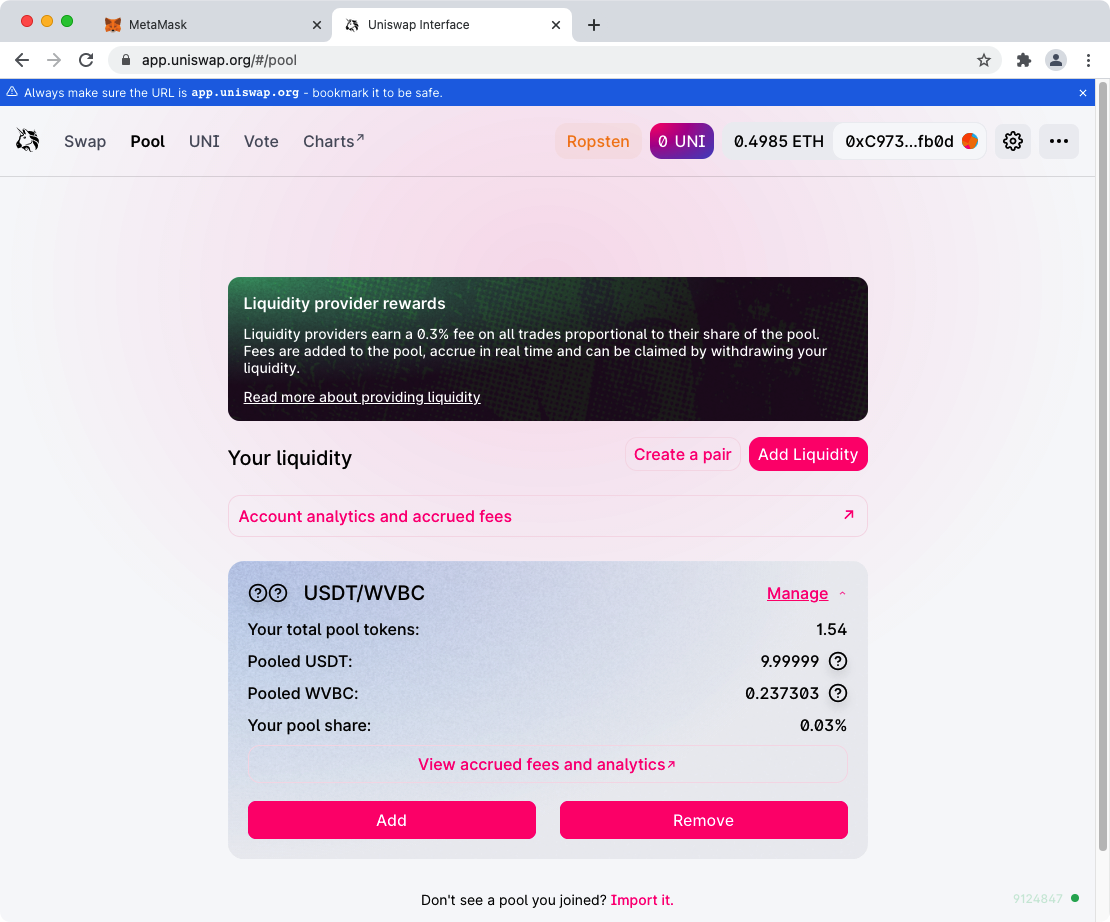 MetaMask
Uniswap Interface
app.uniswap.org/#/pool
Always make sure the URL is app.uniswap.org - bookmark it to be safe.
Swap Pool UNI Vote Charts↗ Ropsten 0 UNI 0.4985 ETH 0xC973...fb0d
Liquidity provider rewards
Liquidity providers earn a 0.3% fee on all trades proportional to their share of the pool.
Fees are added to the pool, accrue in real time and can be claimed by withdrawing your
liquidity.
Read more about providing liquidity
Your liquidity Create a pair Add Liquidity
Account analytics and accrued fees ↗
USDT/WVBC Manage
Your total pool tokens: 1.54
Pooled USDT: 9.99999
Pooled WVBC: 0.237303
Your pool share: 0.03%
View accrued fees and analytics↗
Add Remove
Don't see a pool you joined? Import it.
9124847